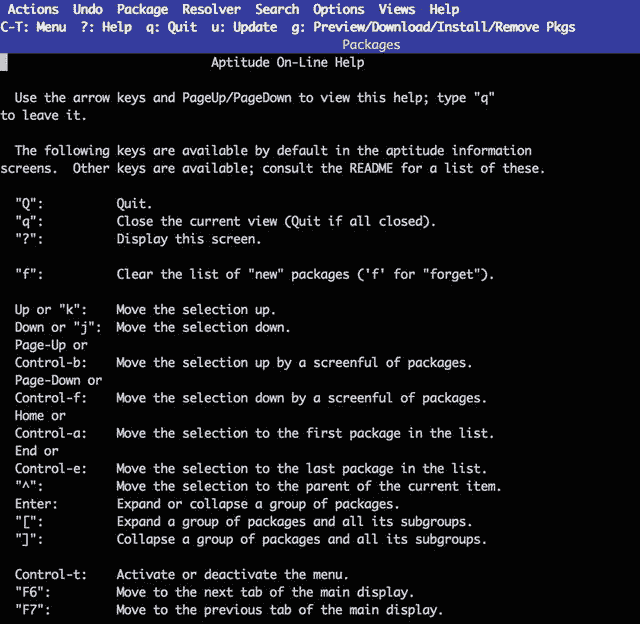 Actions  Undo  Package  Resolver  Search  Options  Views  Help
C-T: Menu  ?: Help  q: Quit  u: Update  g: Preview/Download/Install/Remove Pkgs
Packages
Aptitude On-Line Help
Use the arrow keys and PageUp/PageDown to view this help; type "q"
to leave it.
The following keys are available by default in the aptitude information
screens.  Other keys are available; consult the README for a list of these.
"Q":          Quit.
"q":          Close the current view (Quit if all closed).
"?":          Display this screen.
"f":          Clear the list of "new" packages ('f' for "forget").
Up or "k":    Move the selection up.
Down or "j":  Move the selection down.
Page-Up or
Control-b:    Move the selection up by a screenful of packages.
Page-Down or
Control-f:    Move the selection down by a screenful of packages.
Home or
Control-a:    Move the selection to the first package in the list.
End or
Control-e:    Move the selection to the last package in the list.
"^":          Move the selection to the parent of the current item.
Enter:        Expand or collapse a group of packages.
"[":          Expand a group of packages and all its subgroups.
"]":          Collapse a group of packages and all its subgroups.
Control-t:    Activate or deactivate the menu.
"F6":         Move to the next tab of the main display.
"F7":         Move to the previous tab of the main display.